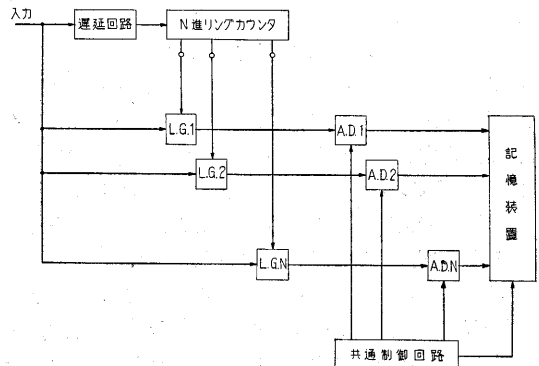 入力
遅延回路
N進リングカウンタ
L.G.1
A.D.1
L.G.2
A.D.2
L.G.N
A.D.N
記憶装置
共通制御回路